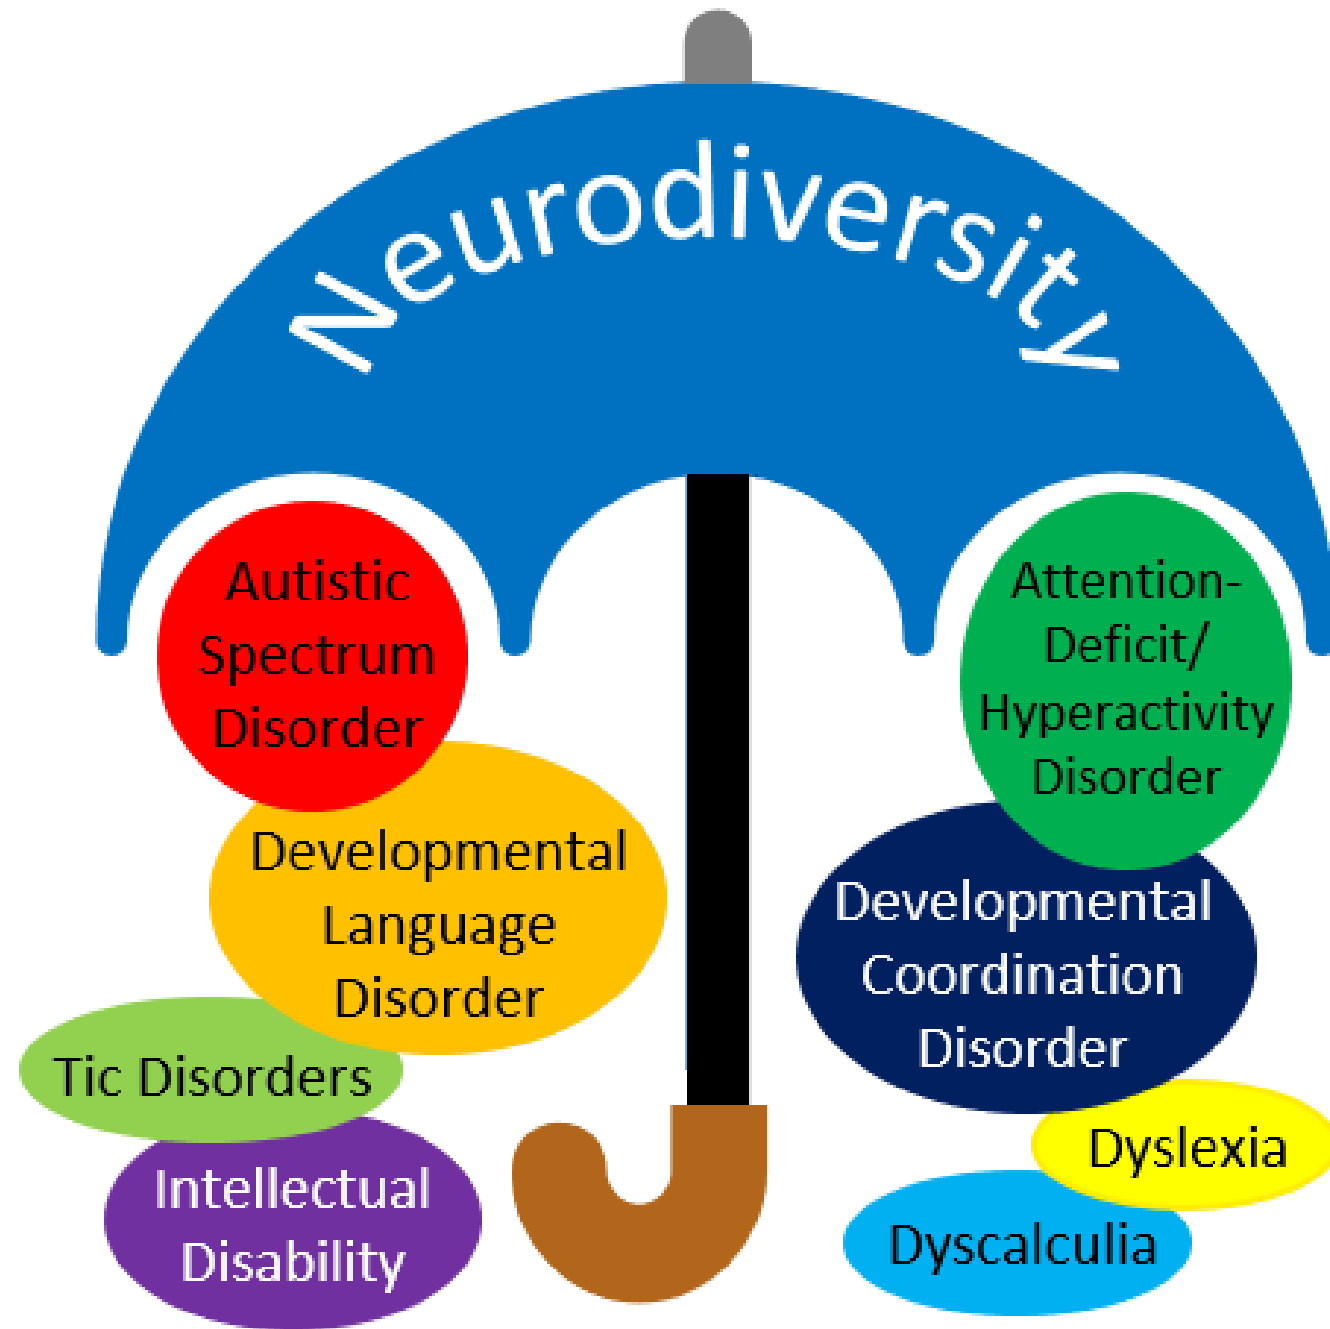 Neurodiversity
Autistic
Spectrum
Disorder
Developmental
Language
Disorder
Tic Disorders
Intellectual
Disability
Attention-
Deficit/
Hyperactivity
Disorder
Developmental
Coordination
Disorder
Dyslexia
Dyscalculia